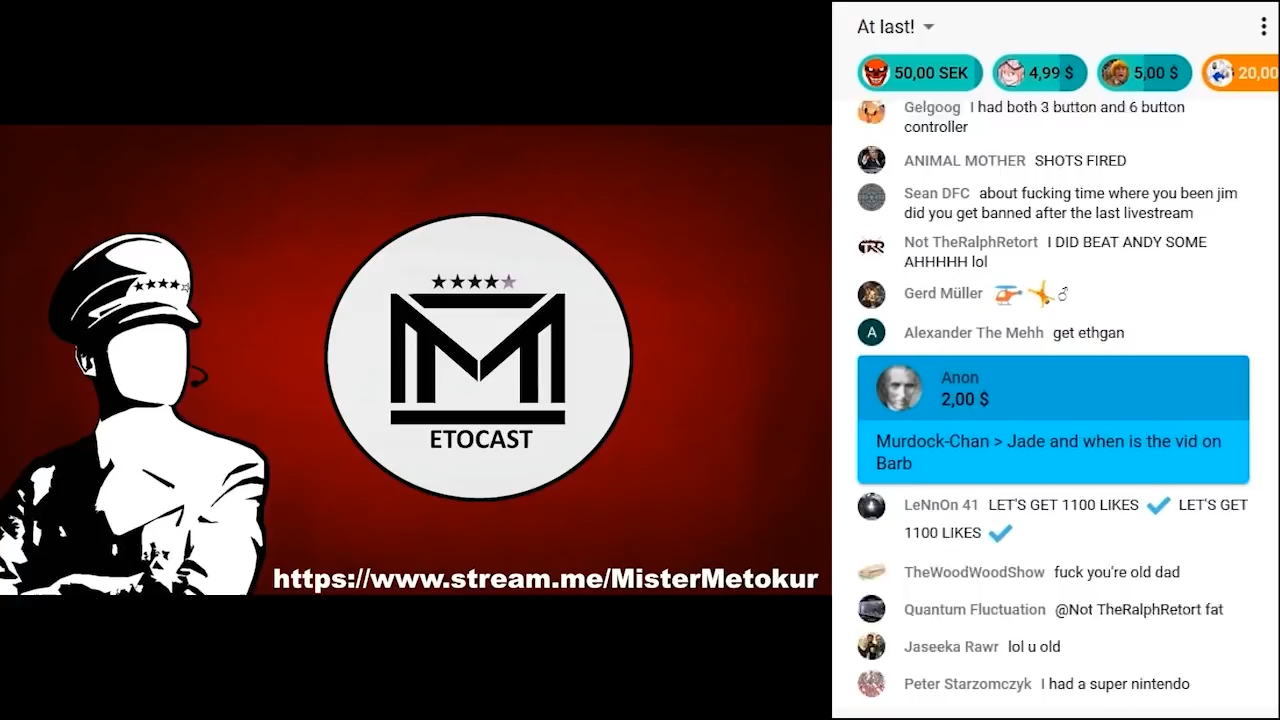 At last!
50,00 SEK
4,99 $
5,00 $
20,00
Gelgoog I had both 3 button and 6 button
controller
ANIMAL MOTHER SHOTS FIRED
Sean DFC about fucking time where you been jim
did you get banned after the last livestream
Not TheRalphRetort I DID BEAT ANDY SOME
AHHHHH lol
Gerd Müller 🚁 🤸 ♂
A
Alexander The Mehh get ethgan
Anon
2,00 $
Murdock-Chan > Jade and when is the vid on
Barb
LeNnOn 41 LET'S GET 1100 LIKES ✔ LET'S GET
1100 LIKES ✔
TheWoodWoodShow fuck you're old dad
Quantum Fluctuation @Not TheRalphRetort fat
Jaseeka Rawr lol u old
Peter Starzomczyk I had a super nintendo
★★★★★
M
ETOCAST
https://www.stream.me/MisterMetokur